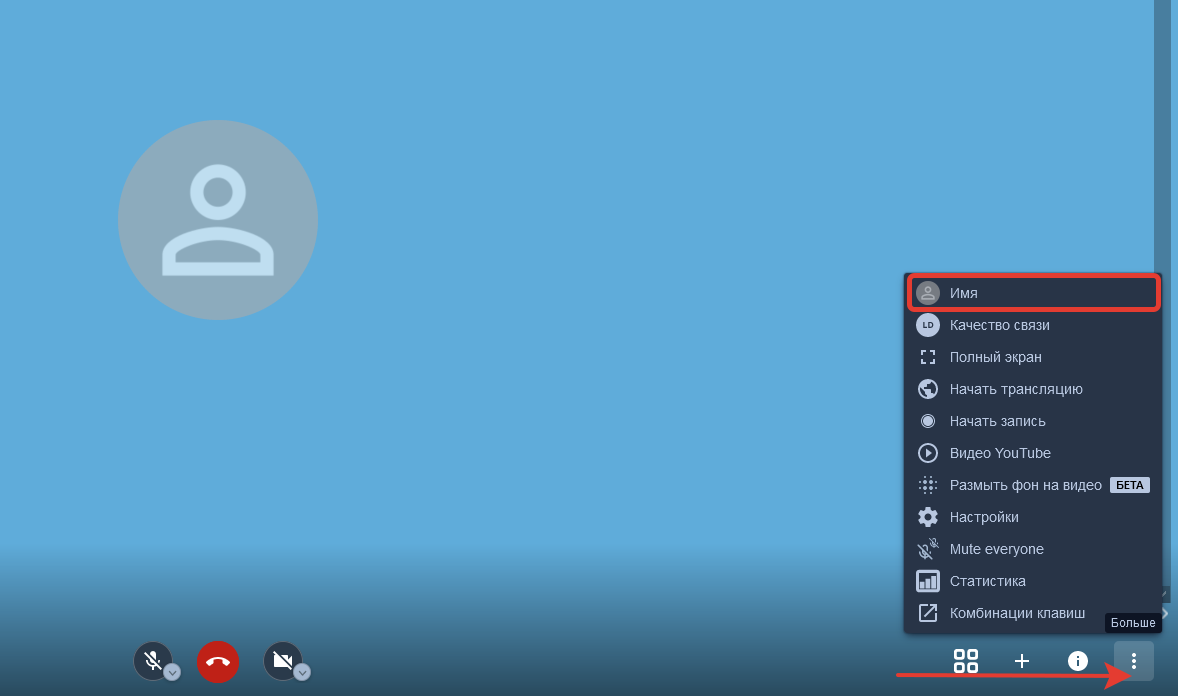 Имя
LD Качество связи
Полный экран
Начать трансляцию
Начать запись
Видео YouTube
Размыть фон на видео БЕТА
Настройки
Mute everyone
Статистика
Комбинации клавиш
Больше